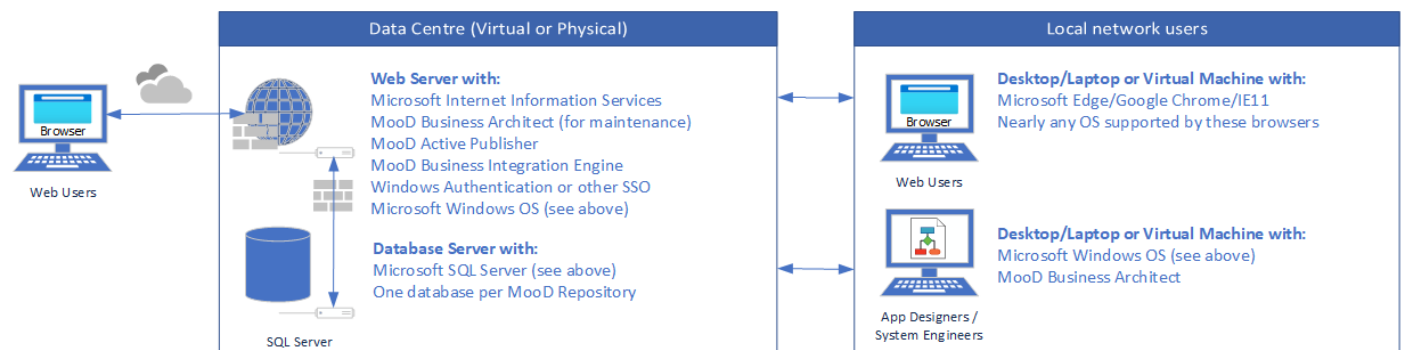 Data Centre (Virtual or Physical)
Local network users
Browser
Web Users
Web Server with:
Microsoft Internet Information Services
MooD Business Architect (for maintenance)
MooD Active Publisher
MooD Business Integration Engine
Windows Authentication or other SSO
Microsoft Windows OS (see above)
Database Server with:
Microsoft SQL Server (see above)
One database per MooD Repository
SQL Server
Browser
Web Users
Desktop/Laptop or Virtual Machine with:
Microsoft Edge/Google Chrome/IE11
Nearly any OS supported by these browsers
App Designers /
System Engineers
Desktop/Laptop or Virtual Machine with:
Microsoft Windows OS (see above)
MooD Business Architect